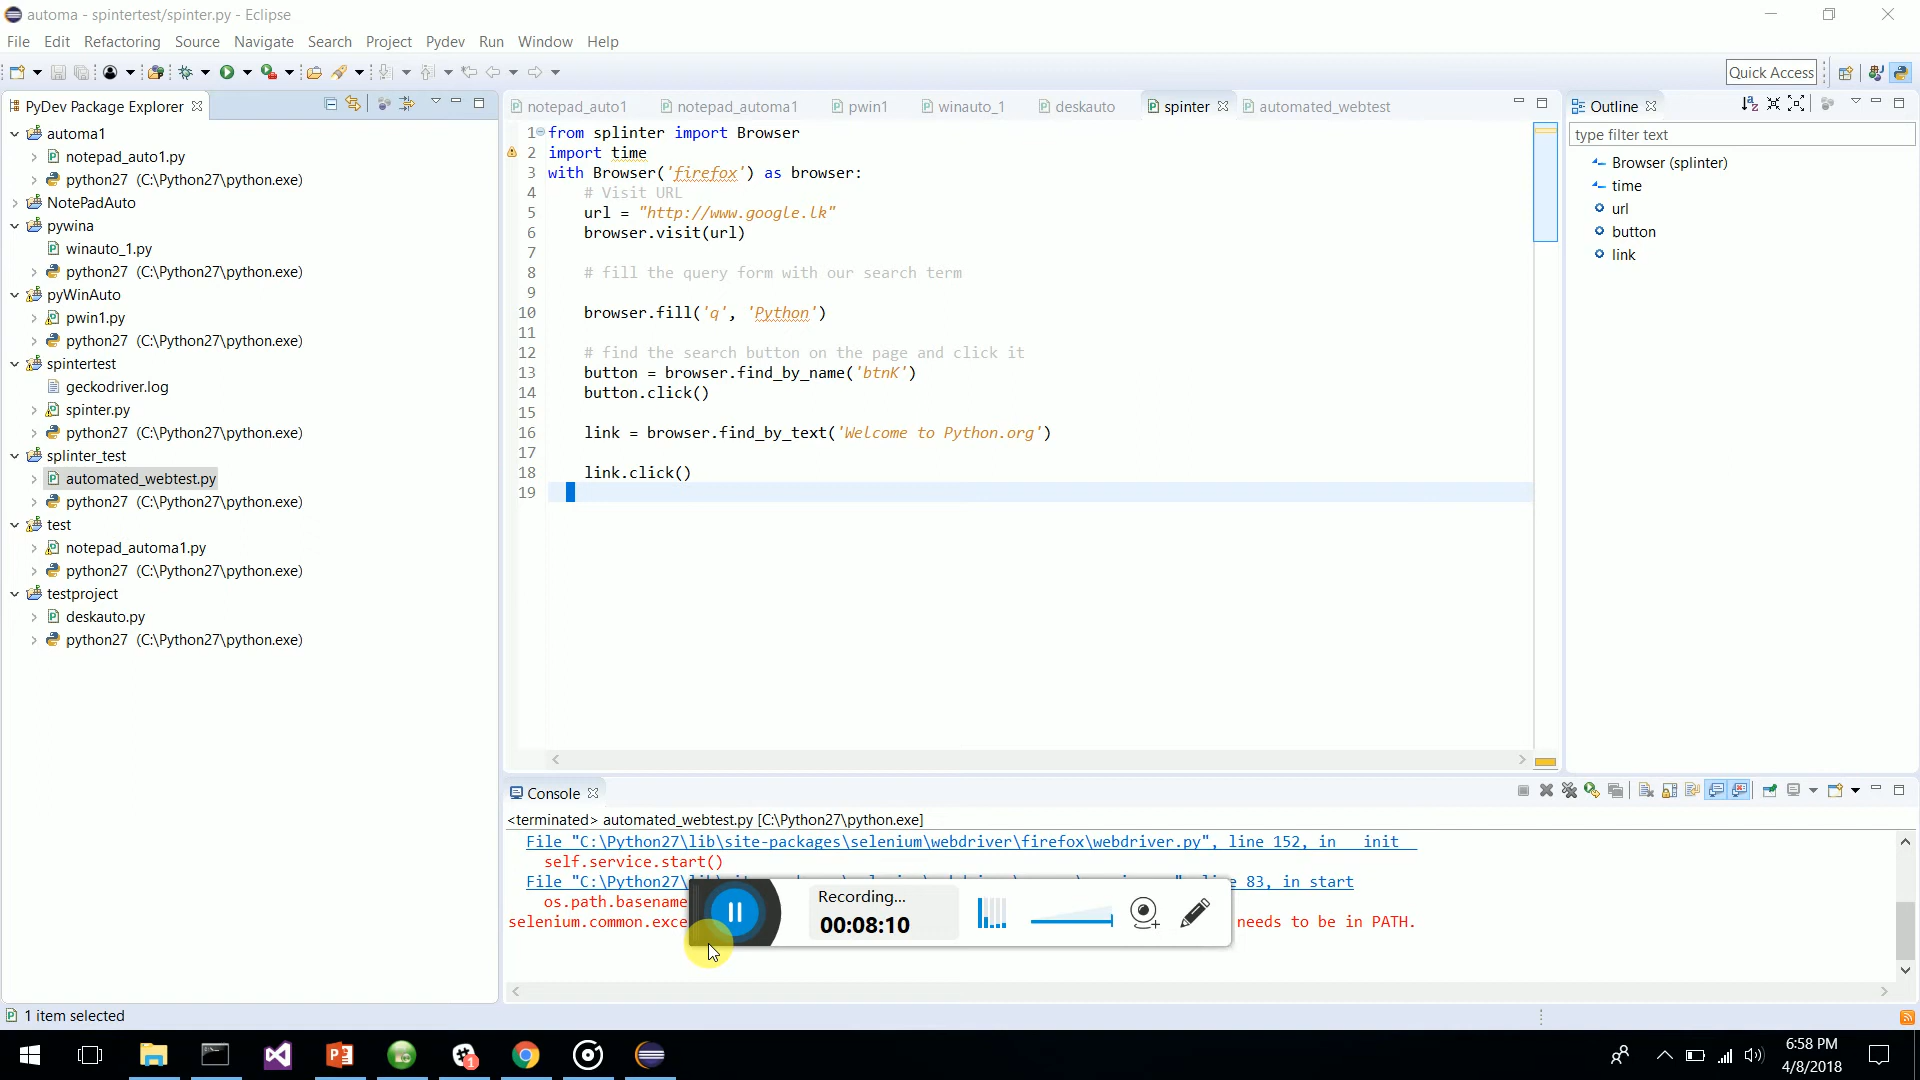 automa - spintertest/spinter.py - Eclipse
File Edit Refactoring Source Navigate Search Project Pydev Run Window Help
Quick Access
PyDev Package Explorer
automa1
notepad_auto1.py
python27 (C:\Python27\python.exe)
NotePadAuto
pywina
winauto_1.py
python27 (C:\Python27\python.exe)
pyWinAuto
pwin1.py
python27 (C:\Python27\python.exe)
spintertest
geckodriver.log
spinter.py
python27 (C:\Python27\python.exe)
splinter_test
automated_webtest.py
python27 (C:\Python27\python.exe)
test
notepad_automa1.py
python27 (C:\Python27\python.exe)
testproject
deskauto.py
python27 (C:\Python27\python.exe)
notepad_auto1 notepad_automa1 pwin1 winauto_1 deskauto spinter automated_webtest
1 from splinter import Browser
2 import time
3 with Browser('firefox') as browser:
4 # Visit URL
5 url = "http://www.google.lk"
6 browser.visit(url)
7
8 # fill the query form with our search term
9
10 browser.fill('q', 'Python')
11
12 # find the search button on the page and click it
13 button = browser.find_by_name('btnK')
14 button.click()
15
16 link = browser.find_by_text('Welcome to Python.org')
17
18 link.click()
19
Outline
type filter text
Browser (splinter)
time
url
button
link
Console
<terminated> automated_webtest.py [C:\Python27\python.exe]
File "C:\Python27\lib\site-packages\selenium\webdriver\firefox\webdriver.py", line 152, in __init__
self.service.start()
File "C:\Python27\ 83, in start
os.path.basename
selenium.common.exce needs to be in PATH.
Recording...
00:08:10
1 item selected
1
6:58 PM
4/8/2018